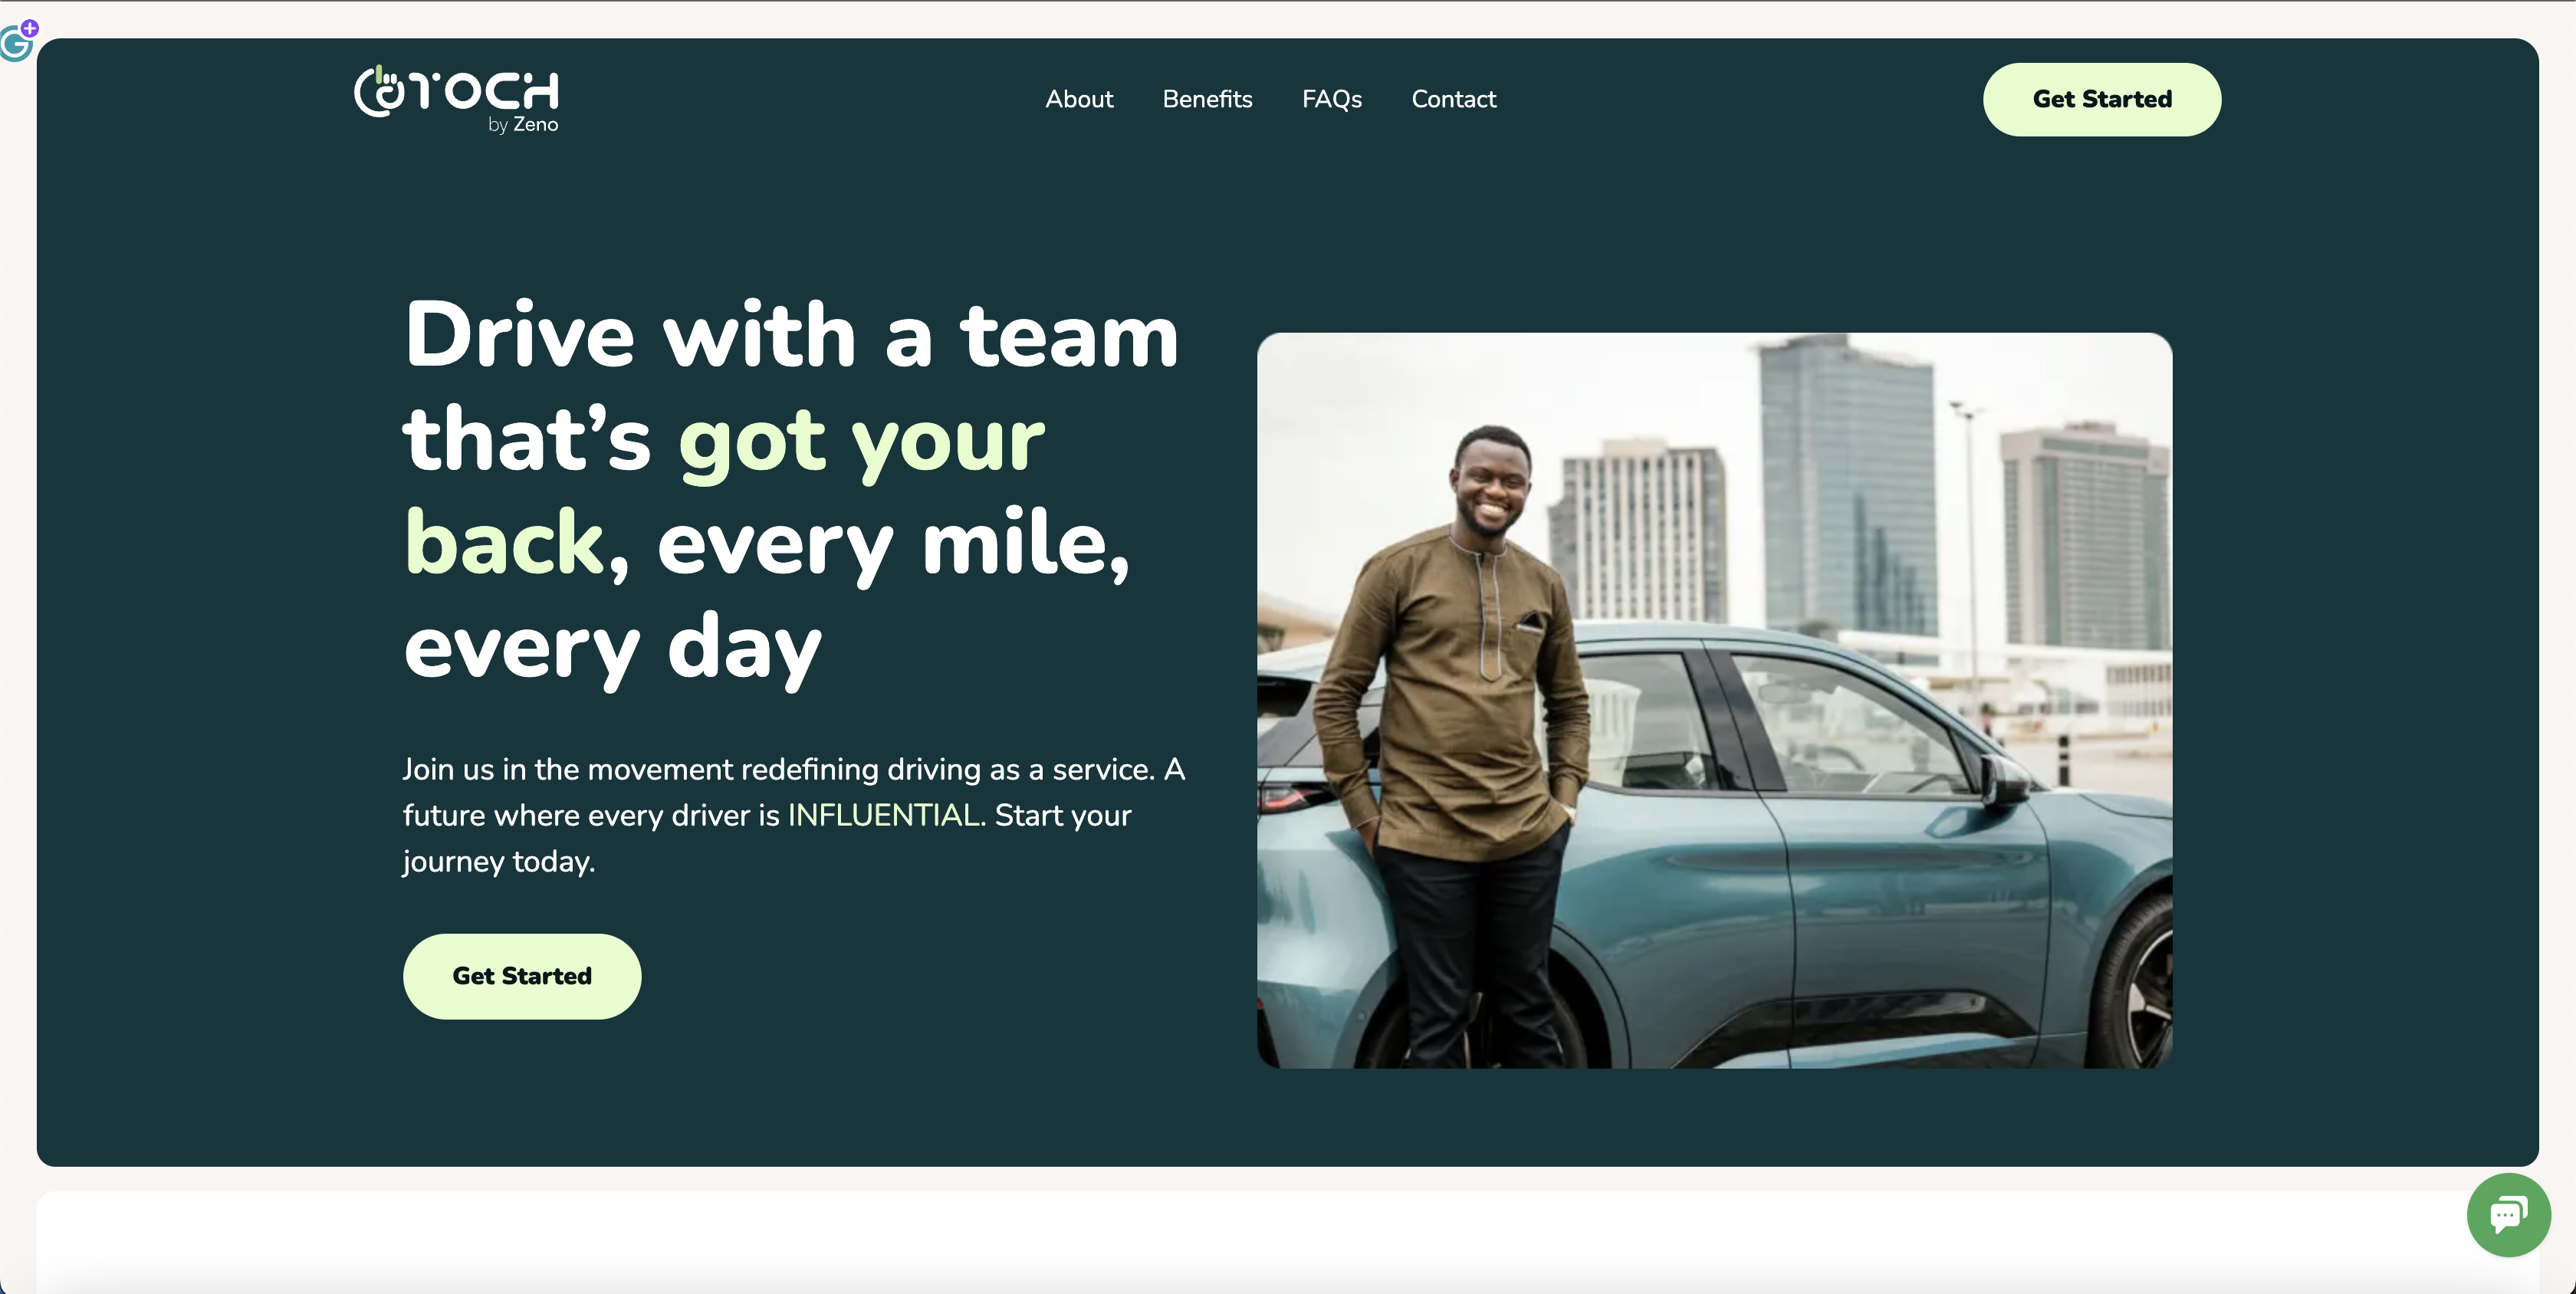 TOCH
by Zeno
About
Benefits
FAQs
Contact
Get Started
Drive with a team
that’s got your
back, every mile,
every day
Join us in the movement redefining driving as a service. A
future where every driver is INFLUENTIAL. Start your
journey today.
Get Started